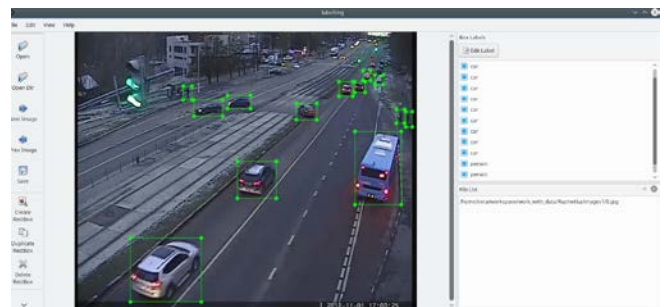 labelImg
File Edit View Help
Open
Open Dir
Next Image
Prev Image
Save
Create
RectBox
Duplicate
RectBox
Delete
RectBox
Box Labels
Edit Label
car
car
car
car
car
car
car
car
car
person
person
File List